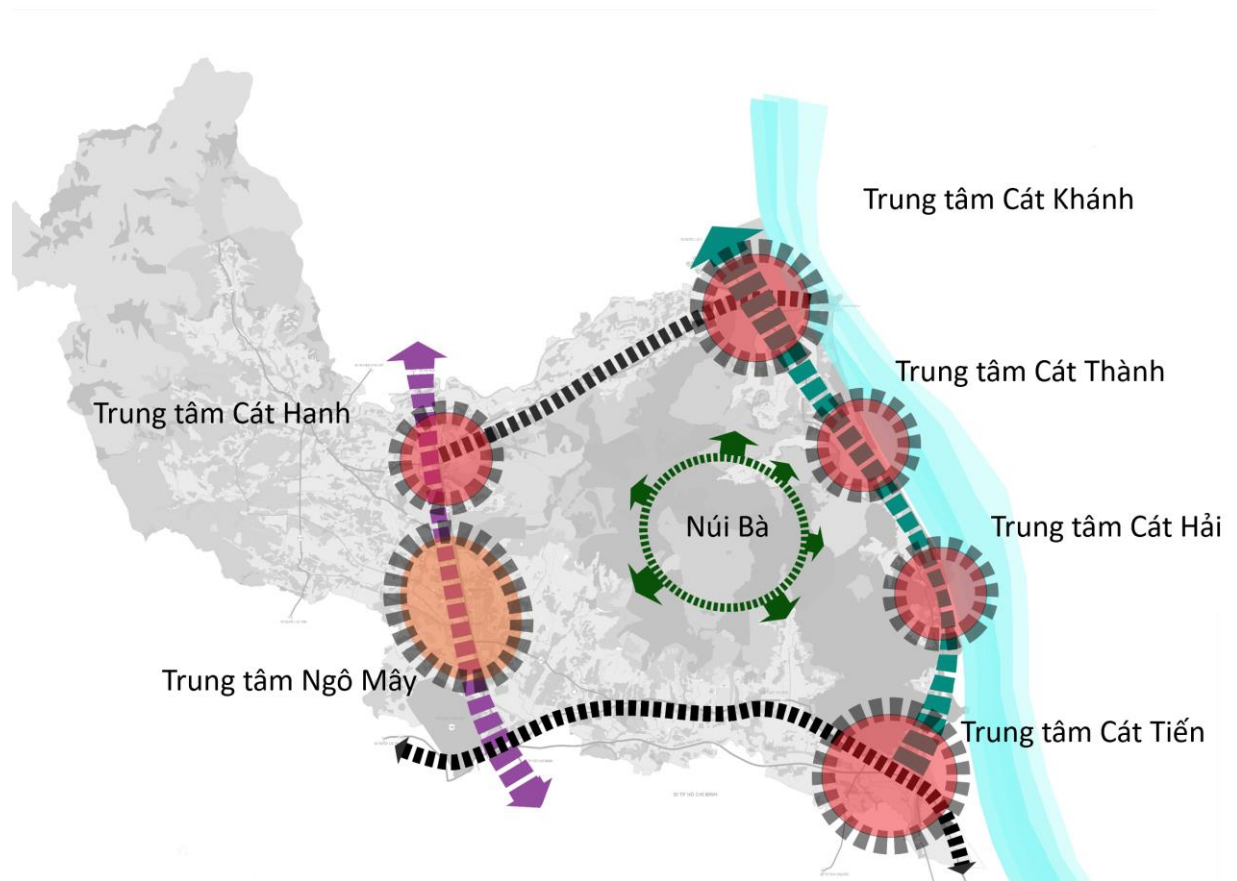 Trung tâm Cát Khánh
Trung tâm Cát Thành
Trung tâm Cát Hanh
Núi Bà
Trung tâm Cát Hải
Trung tâm Ngô Mây
Trung tâm Cát Tiến